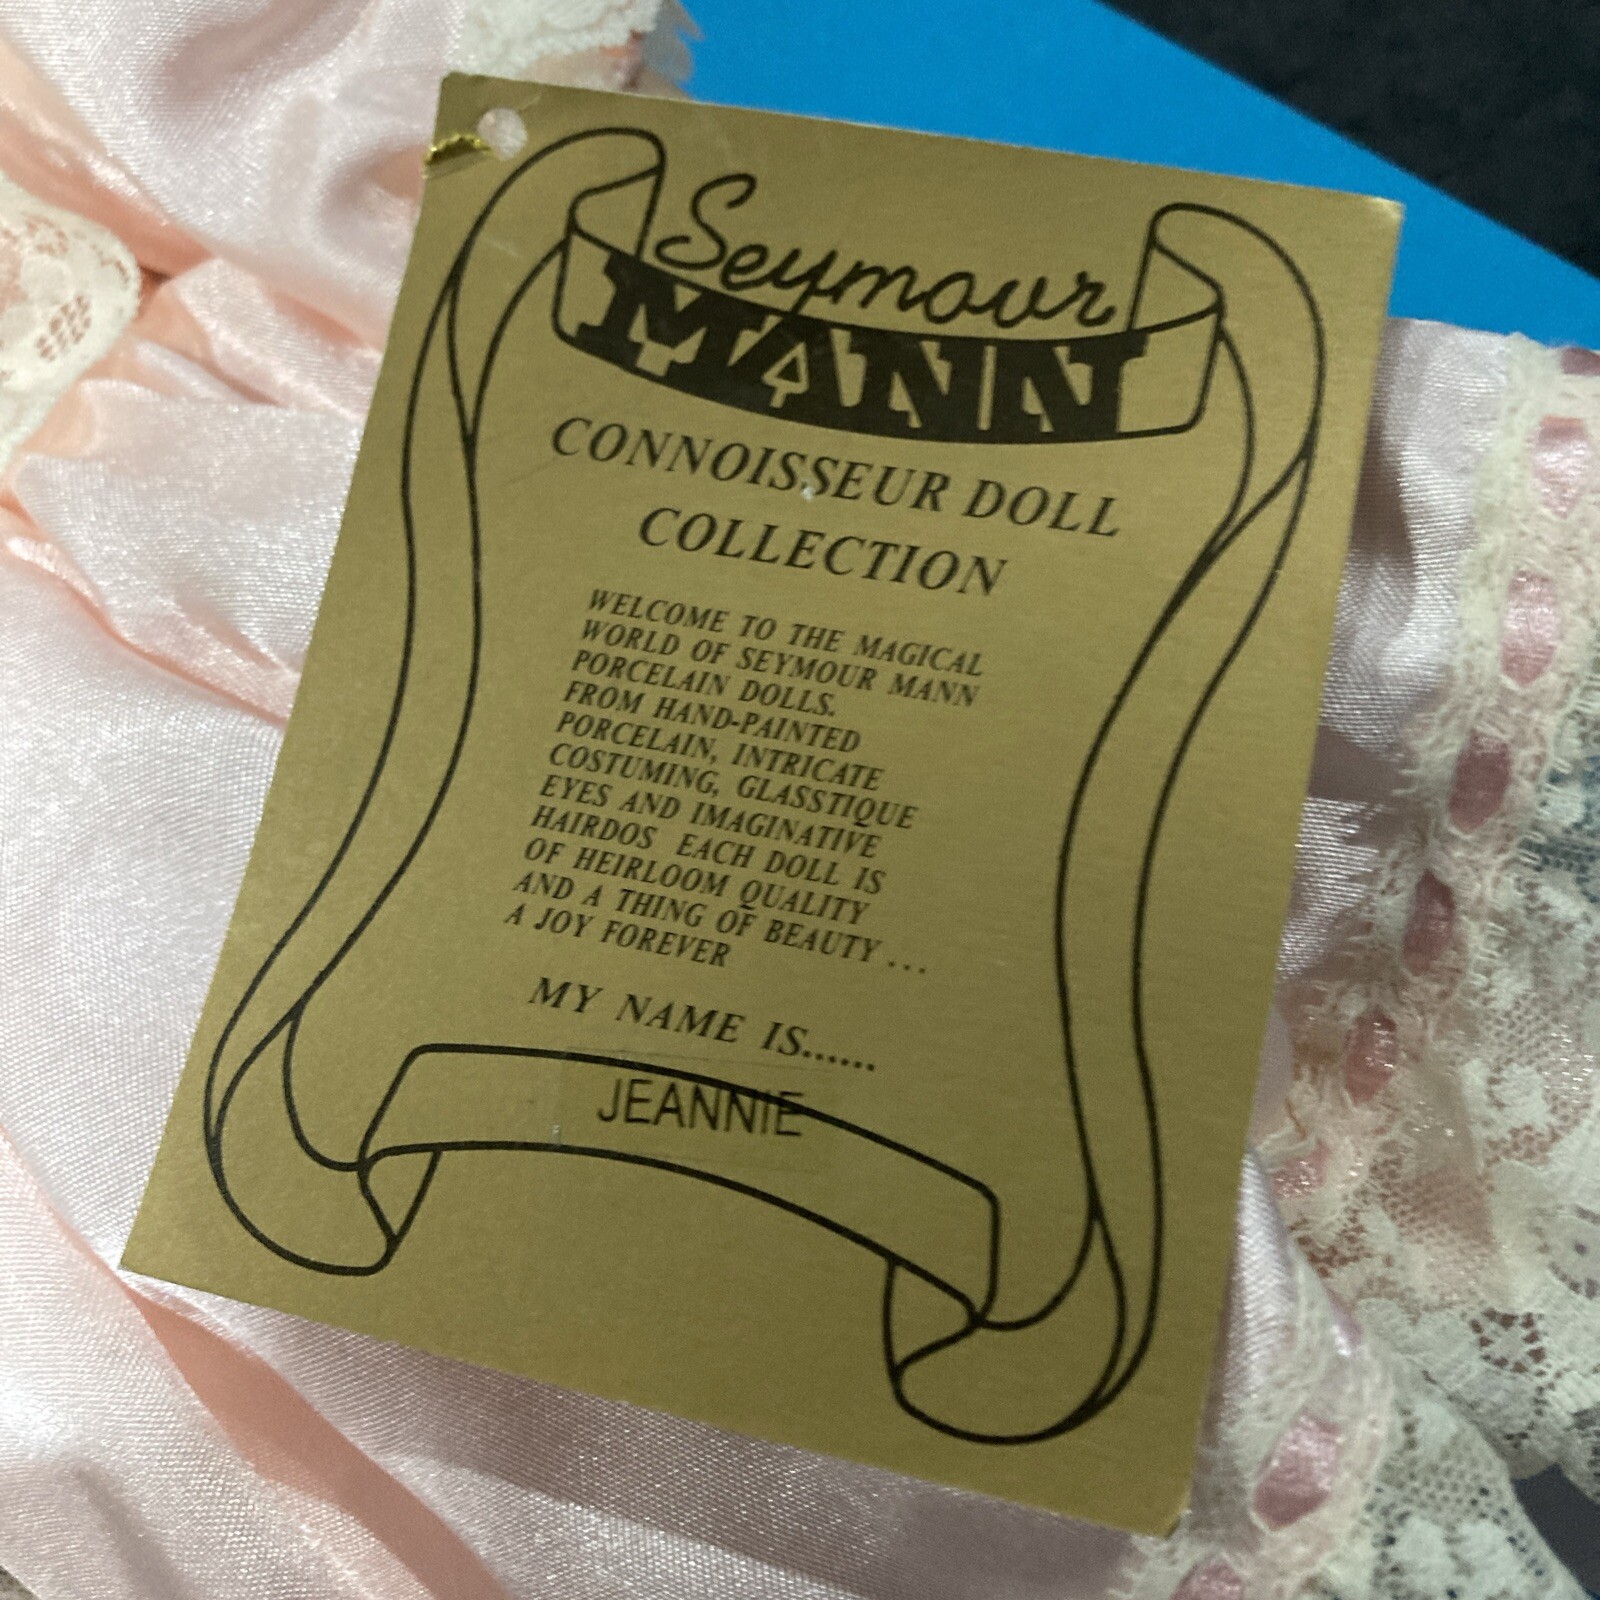 Seymour
MANN
CONNOISSEUR DOLL
COLLECTION
WELCOME TO THE MAGICAL
WORLD OF SEYMOUR MANN
PORCELAIN DOLLS.
FROM HAND-PAINTED
PORCELAIN, INTRICATE
COSTUMING, GLASSTIQUE
EYES AND IMAGINATIVE
HAIRDOS EACH DOLL IS
OF HEIRLOOM QUALITY
AND A THING OF BEAUTY ...
A JOY FOREVER
MY NAME IS......
JEANNIE